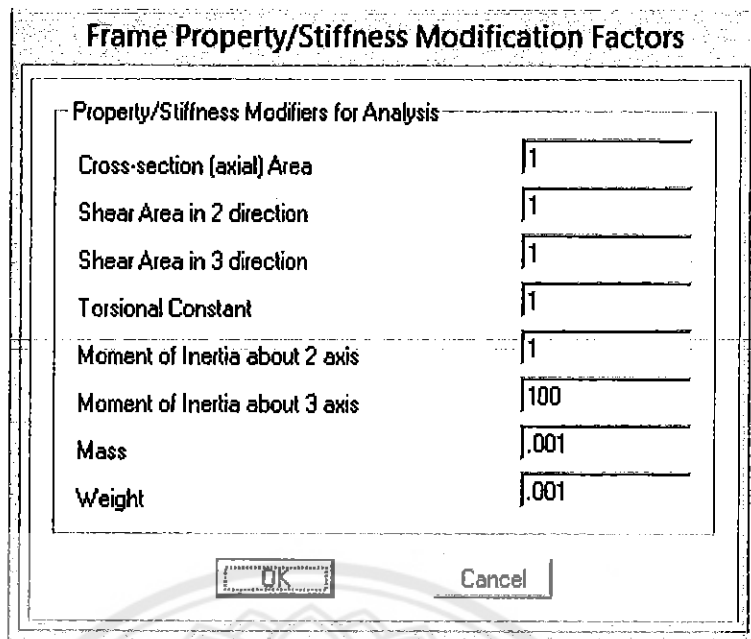 Frame Property/Stiffness Modification Factors
Property/Stiffness Modifiers for Analysis
Cross-section (axial) Area 1
Shear Area in 2 direction 1
Shear Area in 3 direction 1
Torsional Constant 1
Moment of Inertia about 2 axis 1
Moment of Inertia about 3 axis 100
Mass .001
Weight .001
OK Cancel